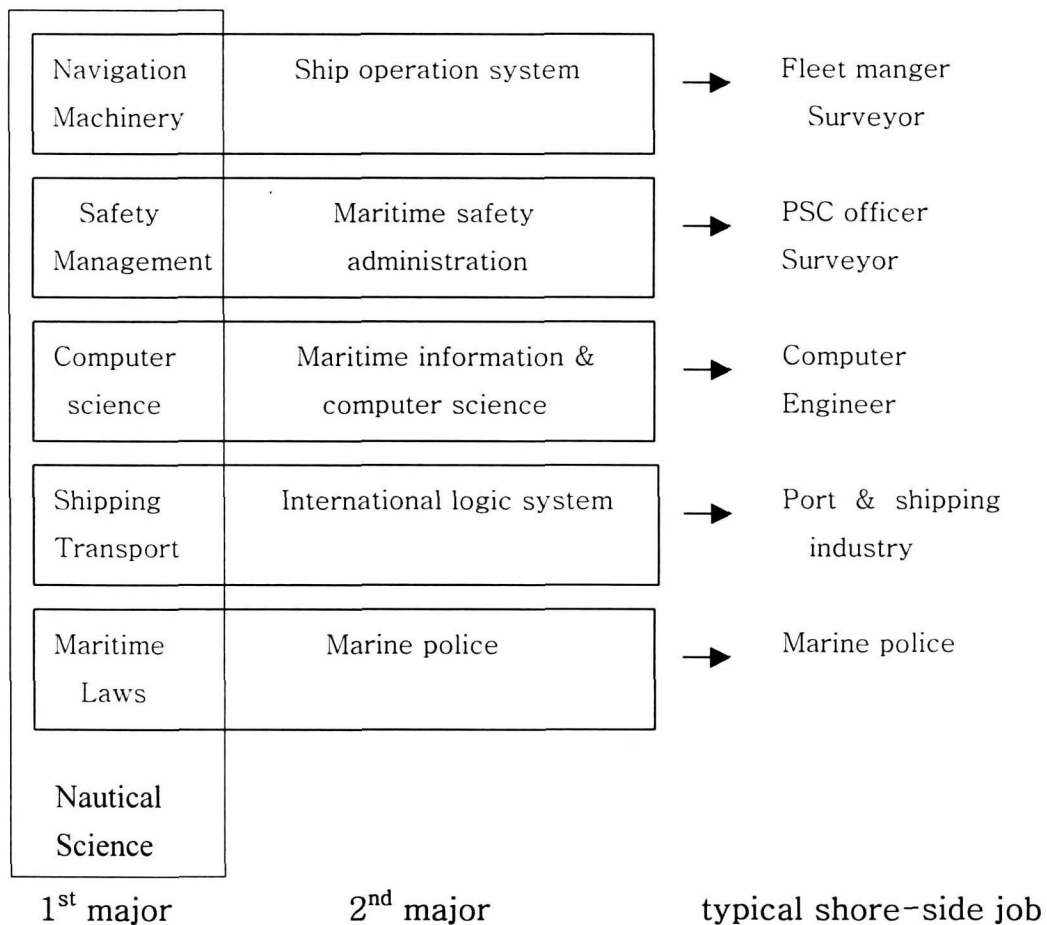 Navigation Ship operation system Fleet manger
Machinery Surveyor
Safety Maritime safety PSC officer
Management administration Surveyor
Computer Maritime information & Computer
science computer science Engineer
Shipping International logic system Port & shipping
Transport industry
Maritime Marine police Marine police
Laws
Nautical
Science
1st major 2nd major typical shore-side job